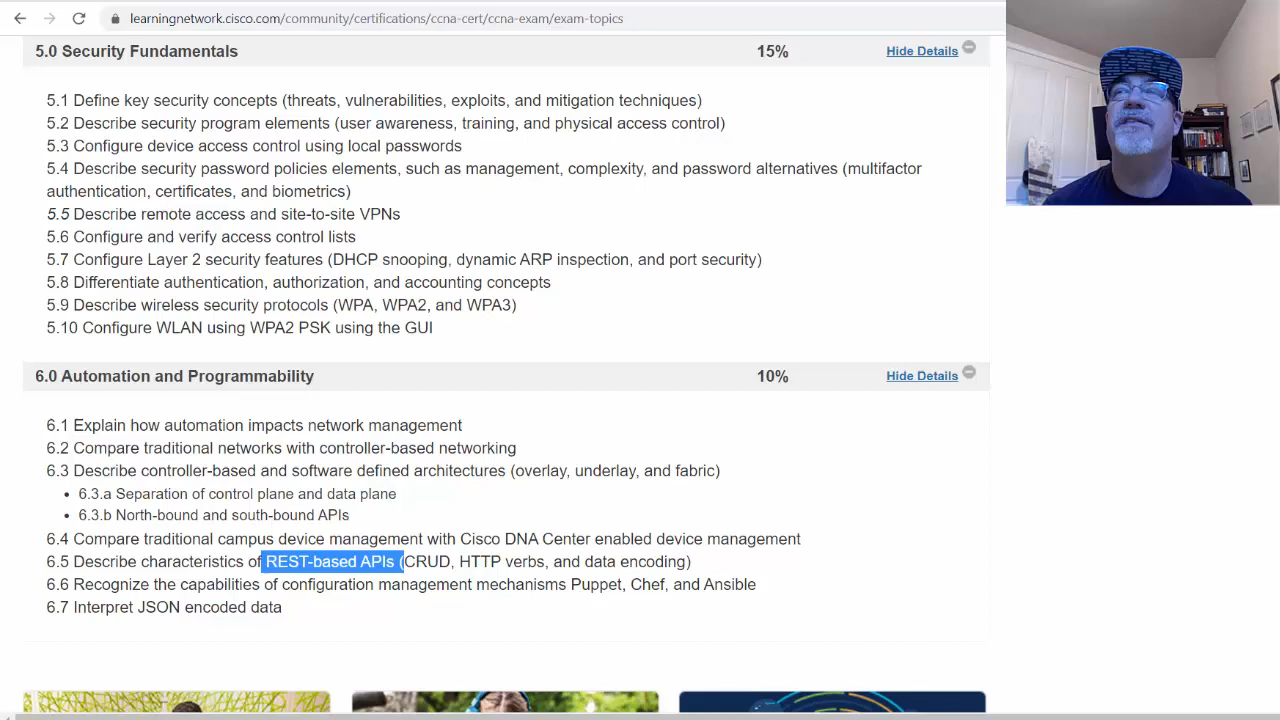 learningnetwork.cisco.com/community/certifications/ccna-cert/ccna-exam/exam-topics
5.0 Security Fundamentals 15% Hide Details
5.1 Define key security concepts (threats, vulnerabilities, exploits, and mitigation techniques)
5.2 Describe security program elements (user awareness, training, and physical access control)
5.3 Configure device access control using local passwords
5.4 Describe security password policies elements, such as management, complexity, and password alternatives (multifactor
authentication, certificates, and biometrics)
5.5 Describe remote access and site-to-site VPNs
5.6 Configure and verify access control lists
5.7 Configure Layer 2 security features (DHCP snooping, dynamic ARP inspection, and port security)
5.8 Differentiate authentication, authorization, and accounting concepts
5.9 Describe wireless security protocols (WPA, WPA2, and WPA3)
5.10 Configure WLAN using WPA2 PSK using the GUI
6.0 Automation and Programmability 10% Hide Details
6.1 Explain how automation impacts network management
6.2 Compare traditional networks with controller-based networking
6.3 Describe controller-based and software defined architectures (overlay, underlay, and fabric)
• 6.3.a Separation of control plane and data plane
• 6.3.b North-bound and south-bound APIs
6.4 Compare traditional campus device management with Cisco DNA Center enabled device management
6.5 Describe characteristics of REST-based APIs (CRUD, HTTP verbs, and data encoding)
6.6 Recognize the capabilities of configuration management mechanisms Puppet, Chef, and Ansible
6.7 Interpret JSON encoded data